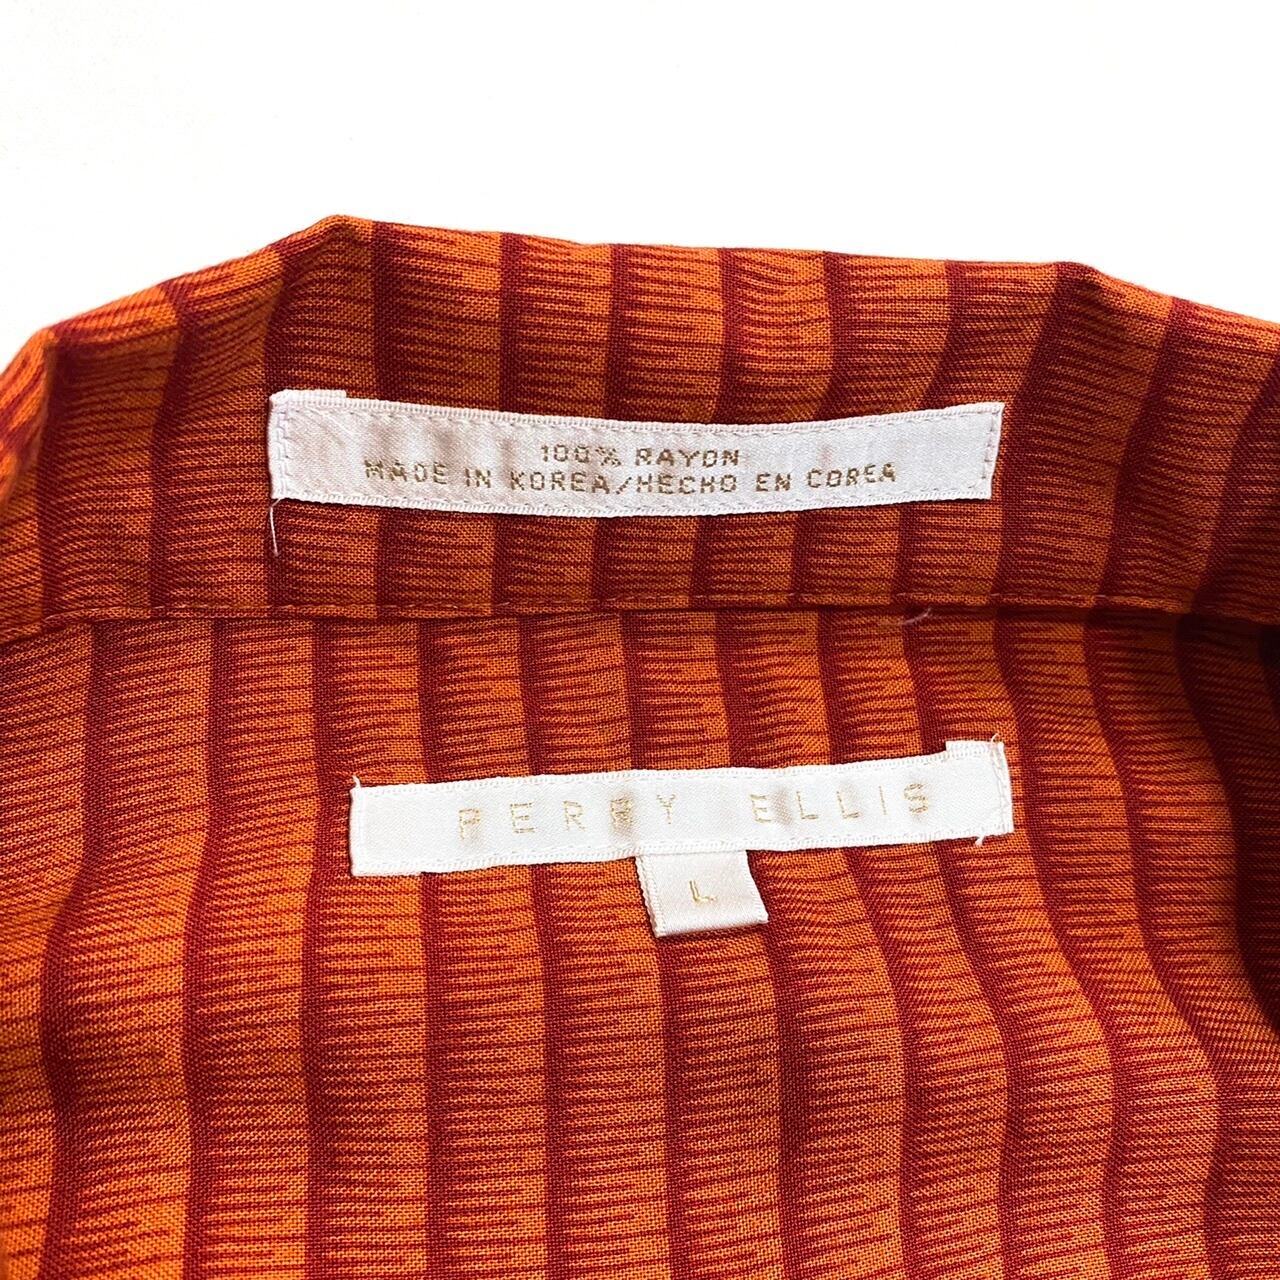 100% RAYON
MADE IN KOREA/HECHO EN COREA
PERRY ELLIS
L